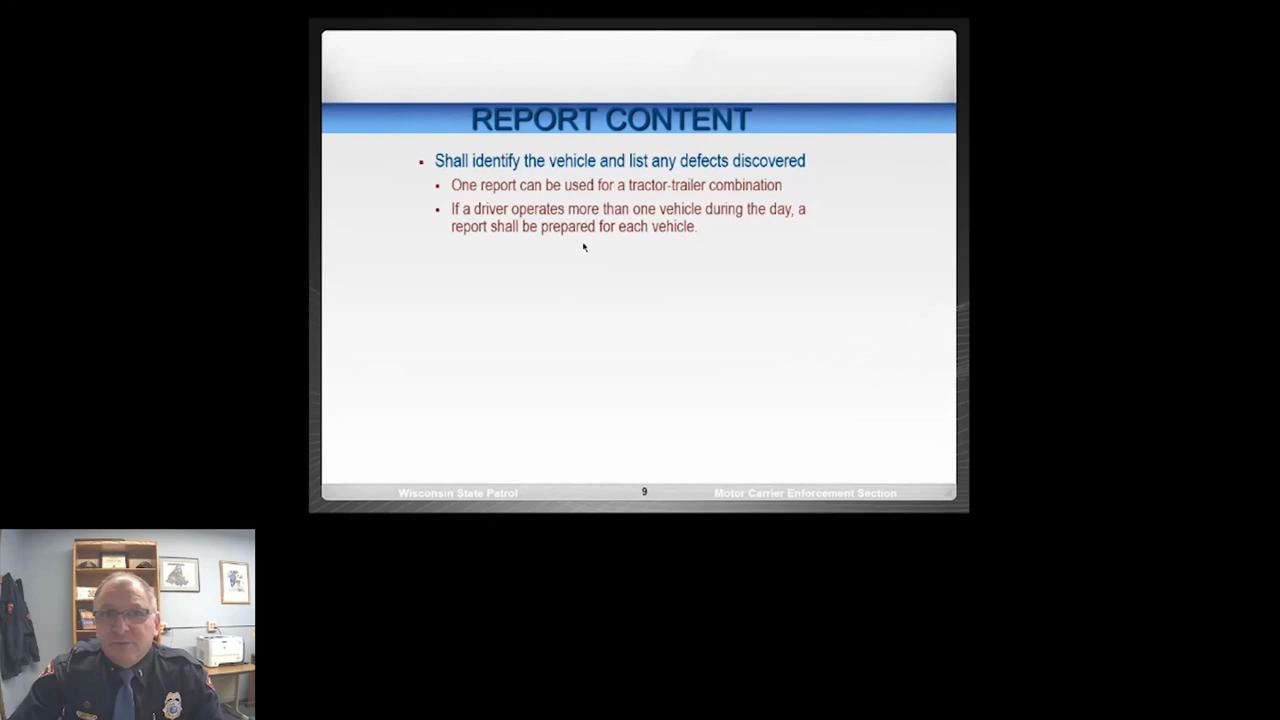 REPORT CONTENT
Shall identify the vehicle and list any defects discovered
One report can be used for a tractor-trailer combination
If a driver operates more than one vehicle during the day, a
report shall be prepared for each vehicle.
Wisconsin State Patrol
9
Motor Carrier Enforcement Section